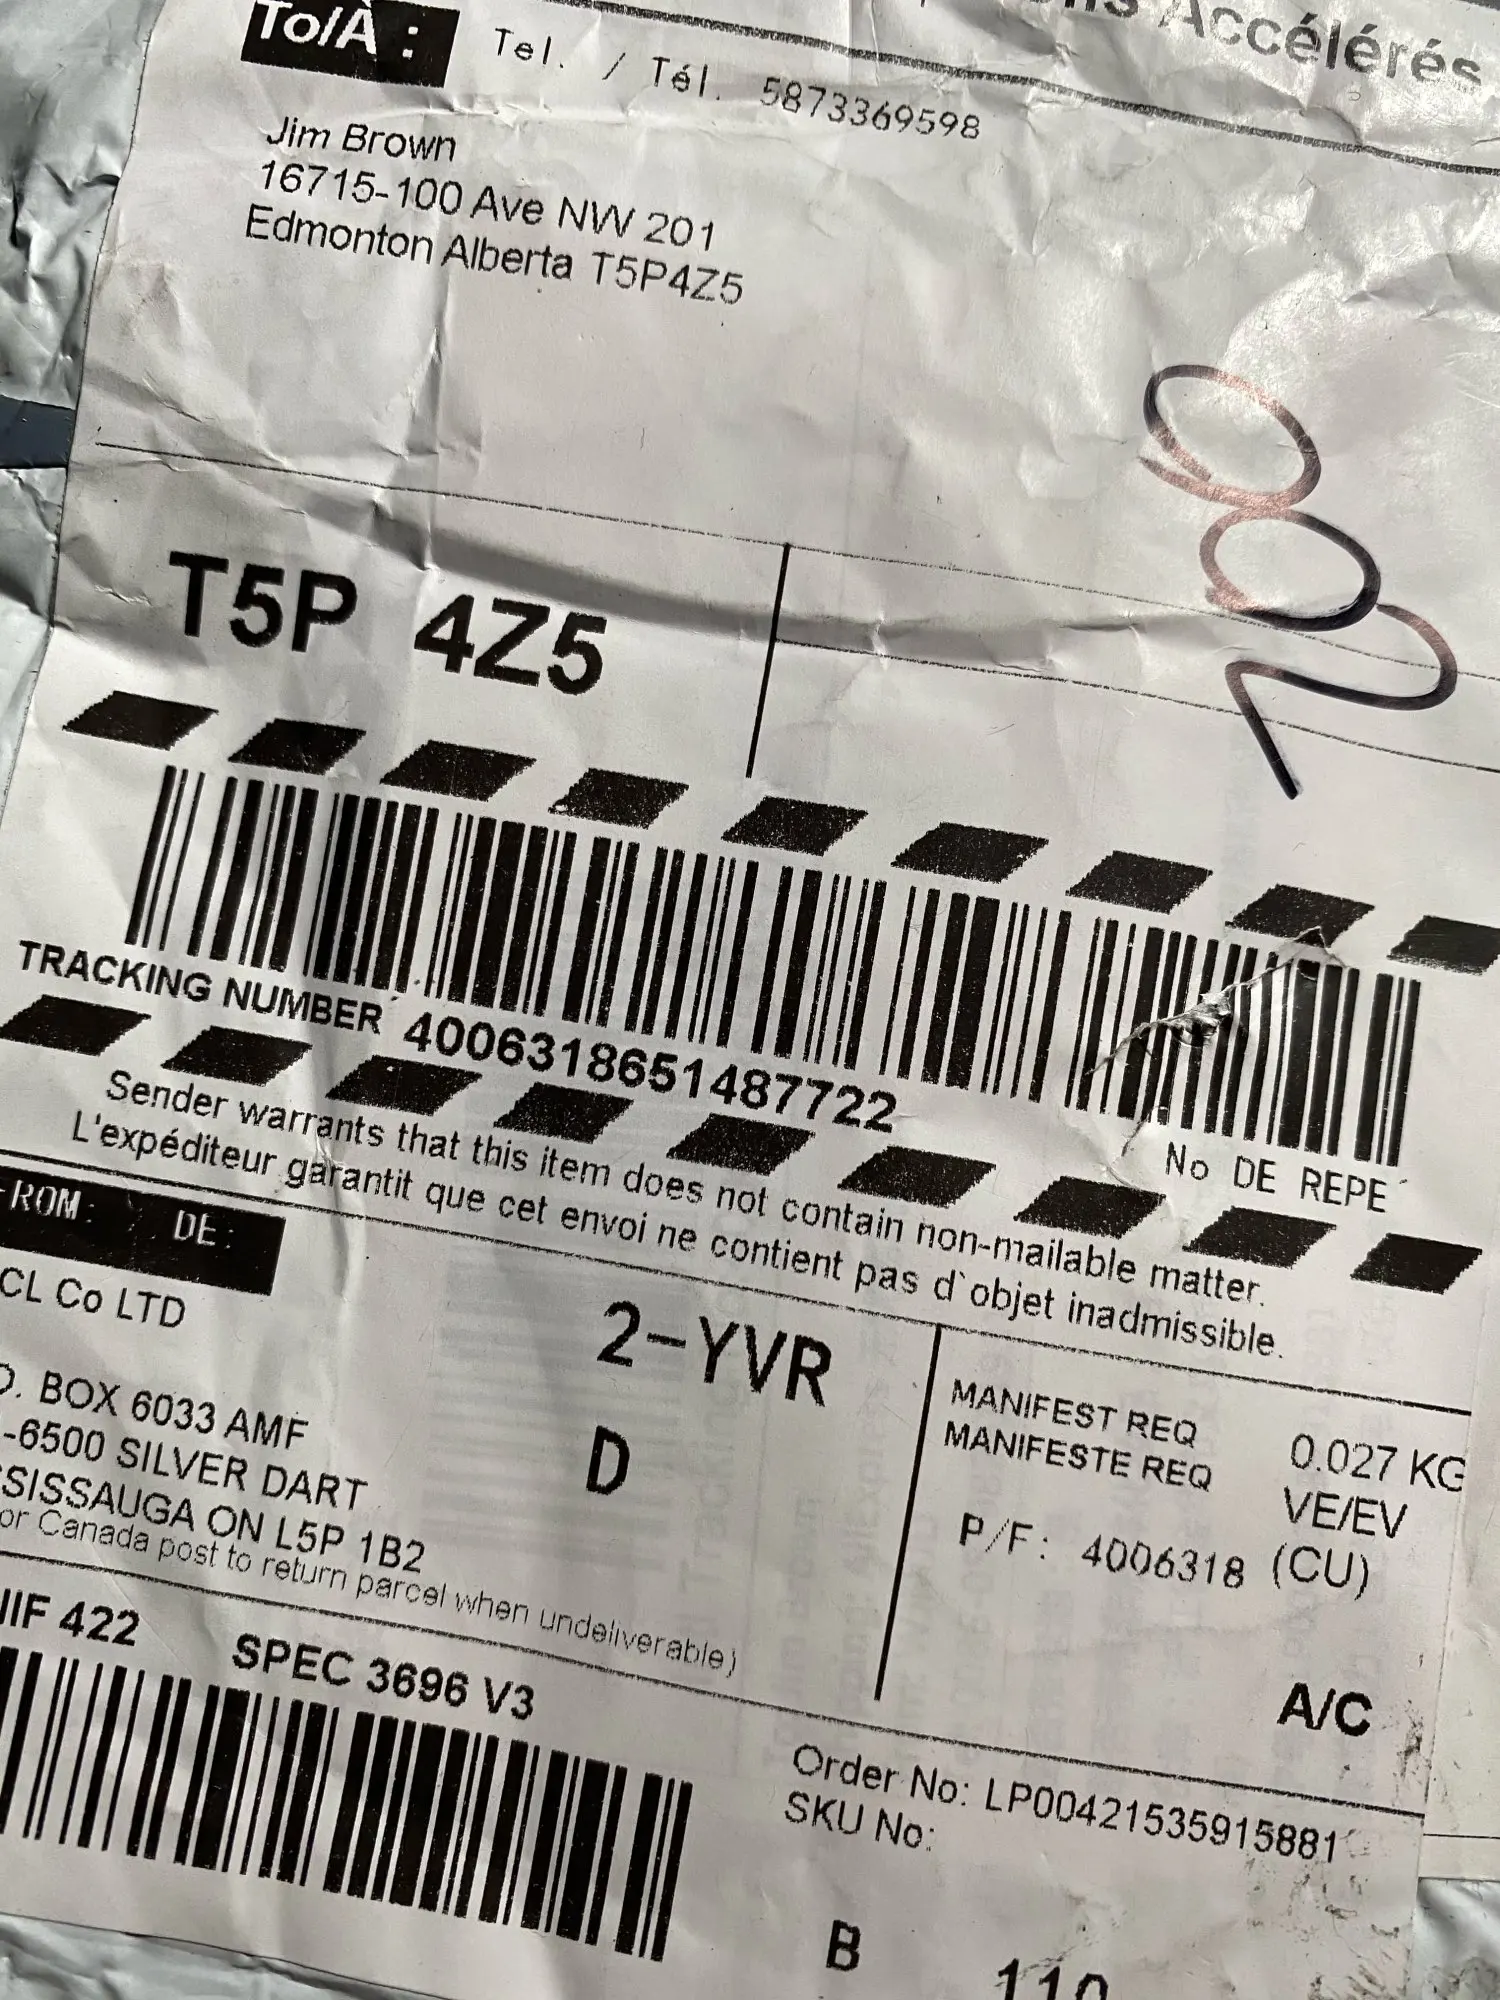 Accélérés
To/À :
Tel. / Tél. 5873369598
Jim Brown
16715-100 Ave NW 201
Edmonton Alberta T5P4Z5
002
T5P 4Z5
TRACKING NUMBER 4006318651487722
No DE REPE
Sender warrants that this item does not contain non-mailable matter.
L'expéditeur garantit que cet envoi ne contient pas d`objet inadmissible.
ROM: DE:
CL Co LTD
BOX 6033 AMF
-6500 SILVER DART
SSISSAUGA ON L5P 1B2
or Canada post to return parcel when undeliverable)
2-YVR
D
MANIFEST REQ
MANIFESTE REQ
0.027 KG
VE/EV
P/F: 4006318 (CU)
A/C
422 SPEC 3696 V3
Order No: LP00421535915881
SKU No:
B 110